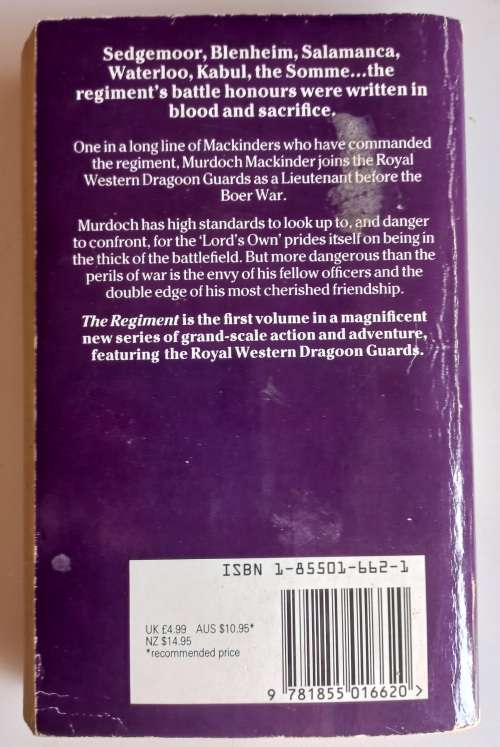 Sedgemoor, Blenheim, Salamanca,
Waterloo, Kabul, the Somme...the
regiment's battle honours were written in
blood and sacrifice.
One in a long line of Mackinders who have commanded
the regiment, Murdoch Mackinder joins the Royal
Western Dragoon Guards as a Lieutenant before the
Boer War.
Murdoch has high standards to look up to, and danger
to confront, for the 'Lord's Own' prides itself on being in
the thick of the battlefield. But more dangerous than the
perils of war is the envy of his fellow officers and the
double edge of his most cherished friendship.
The Regiment is the first volume in a magnificent
new series of grand-scale action and adventure,
featuring the Royal Western Dragoon Guards.
ISBN 1-85501-662-1
UK £4.99 AUS $10.95*
NZ $14.95
*recommended price
9 781855 016620 >